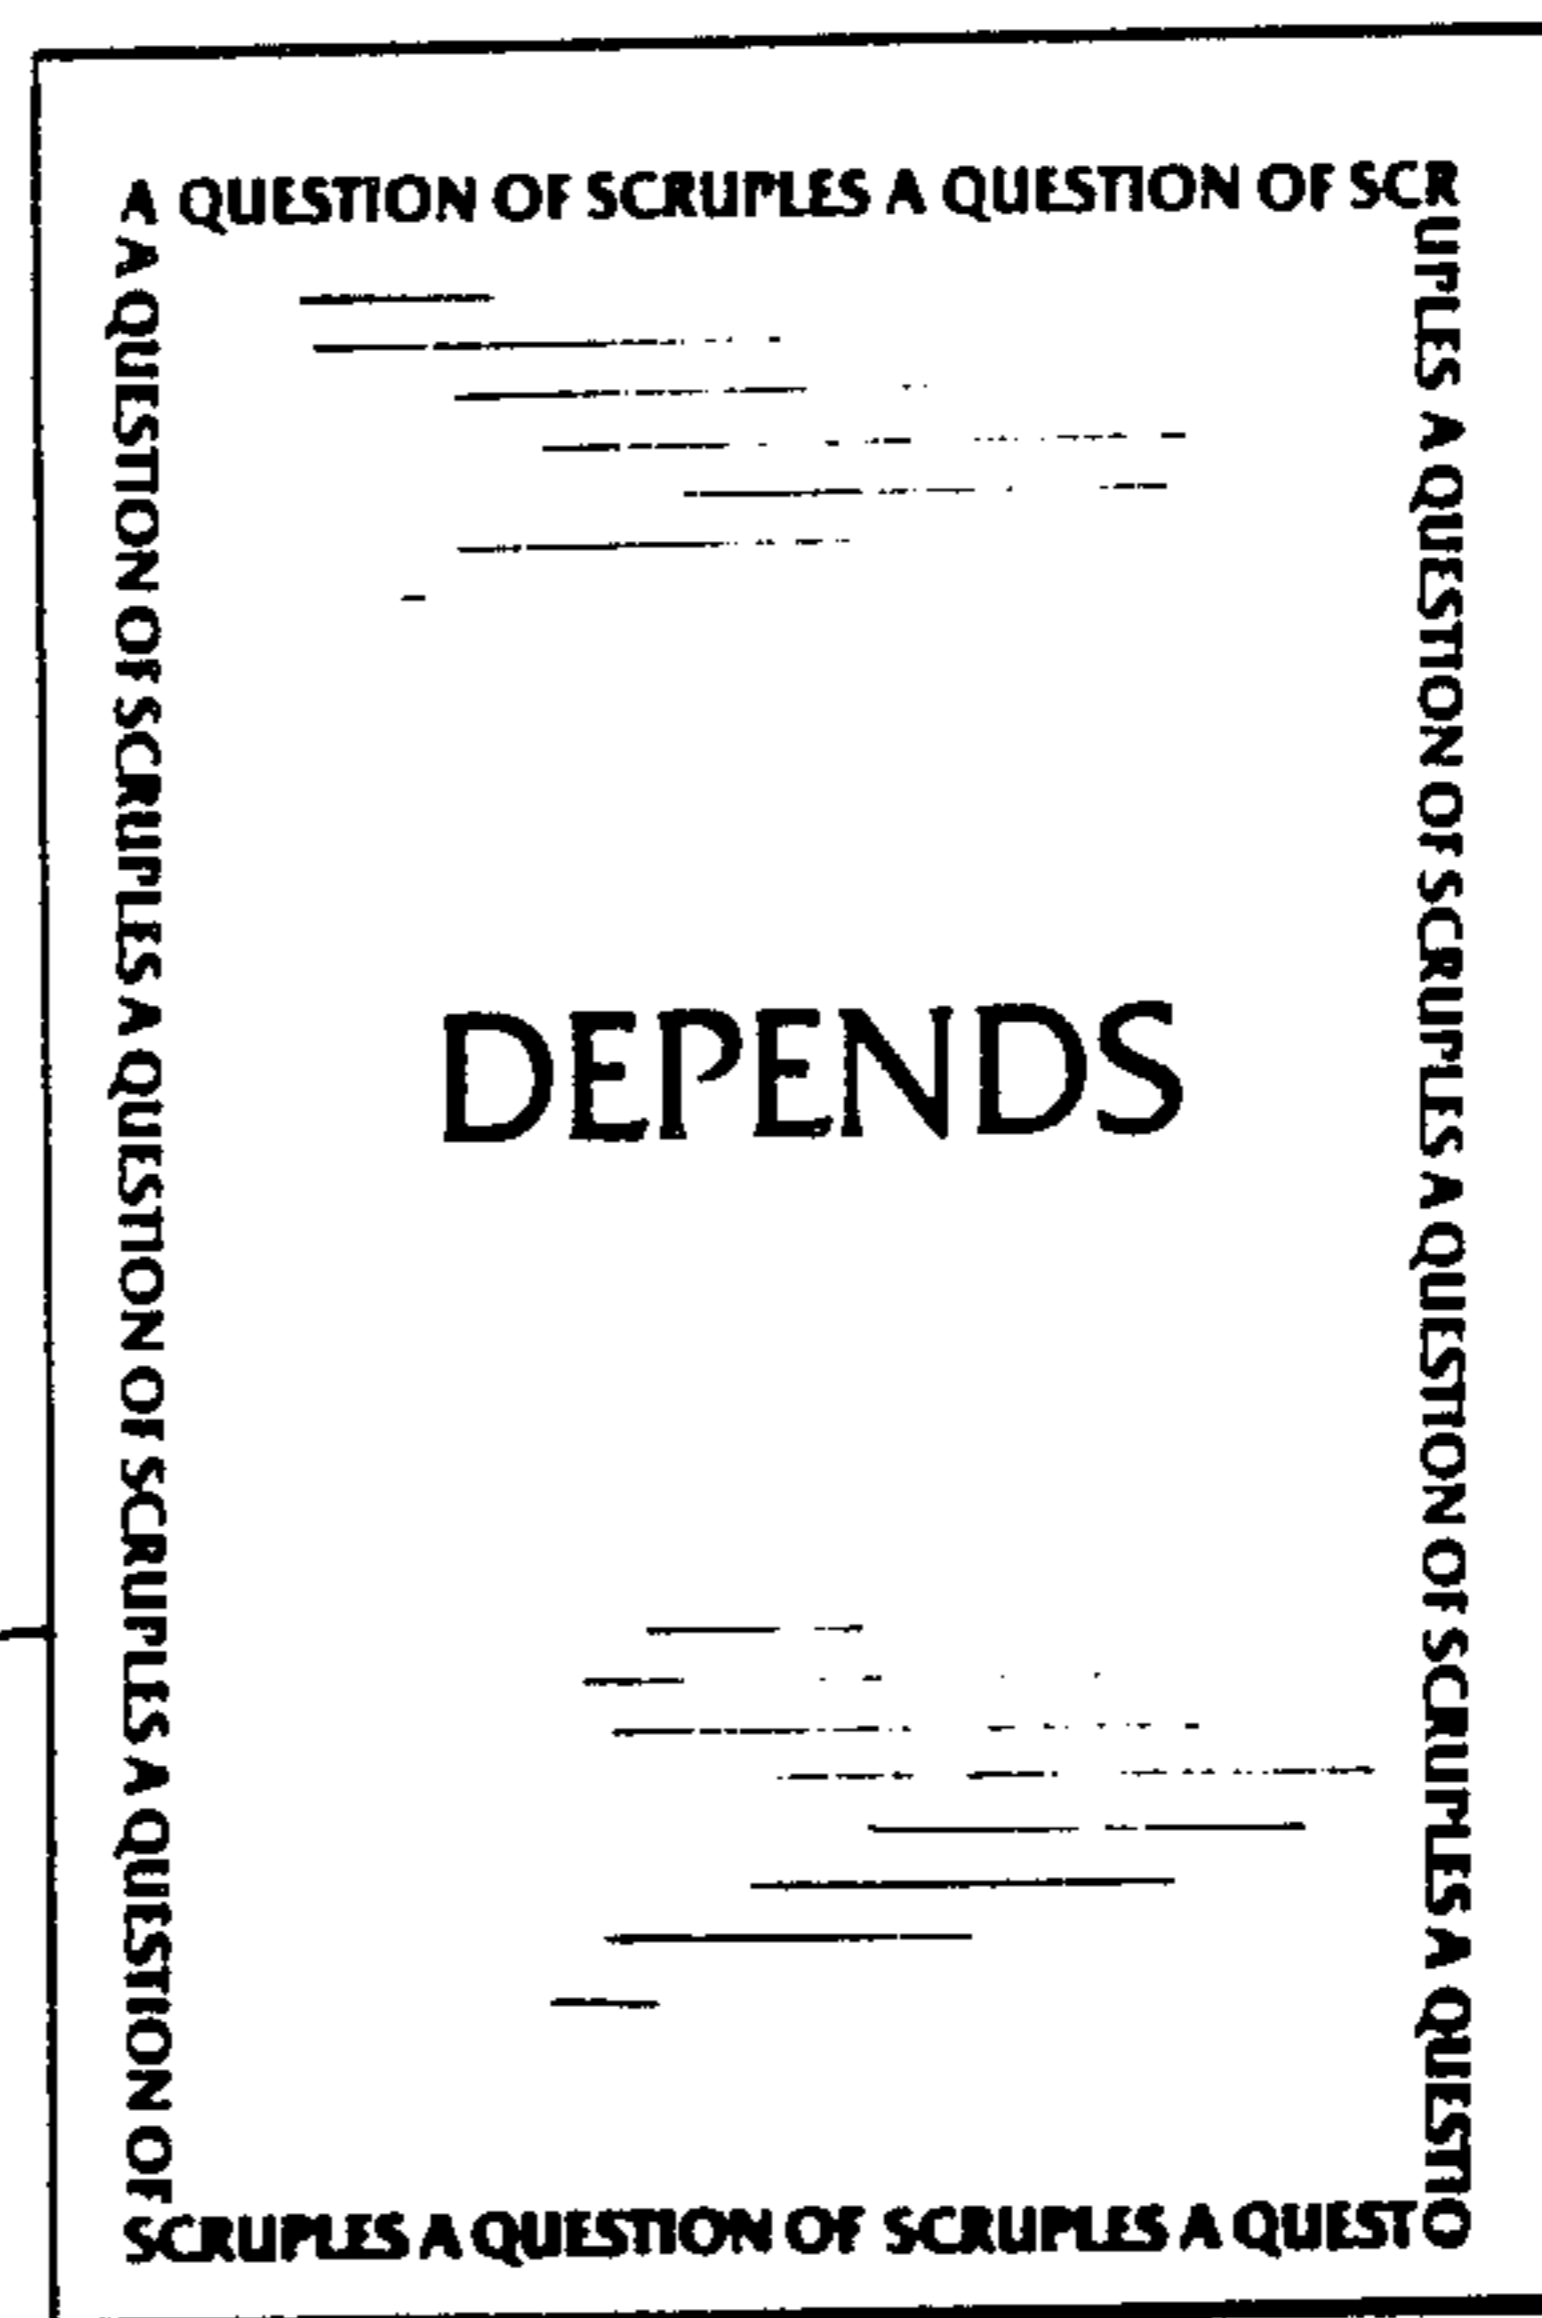 A QUESTION OF SCRUPLES A QUESTION OF SCR
UPLES A QUESTION OF SCRUPLES A QUESTION OF SCRUPLES A QUESTIO
A QUESTION OF SCRUPLES A QUESTION OF SCRUPLES A QUESTION OF
DEPENDS
SCRUPLES A QUESTION OF SCRUPLES A QUEST